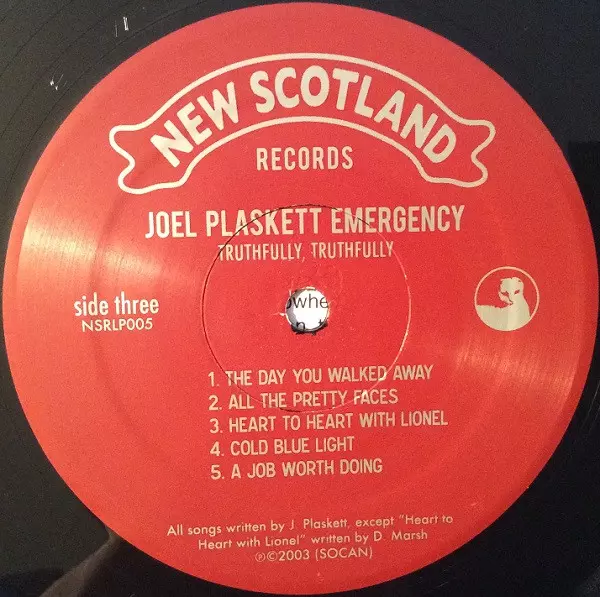 NEW SCOTLAND
RECORDS
JOEL PLASKETT EMERGENCY
TRUTHFULLY, TRUTHFULLY
side three
NSRLP005
owhe
1. THE DAY YOU WALKED AWAY
2. ALL THE PRETTY FACES
3. HEART TO HEART WITH LIONEL
4. COLD BLUE LIGHT
5. A JOB WORTH DOING
All songs written by J. Plaskett, except "Heart to
Heart with Lionel" written by D. Marsh
℗©2003 (SOCAN)